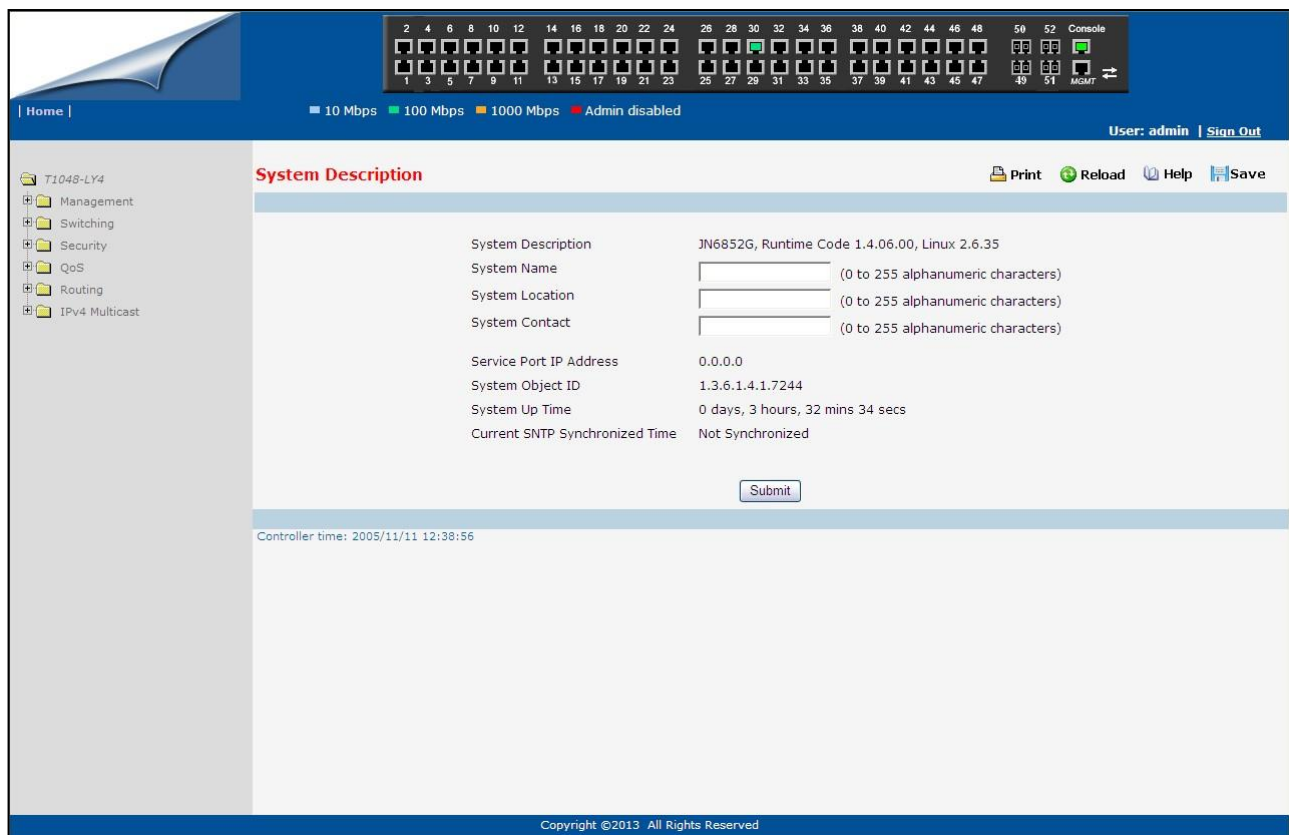 2 4 6 8 10 12 14 16 18 20 22 24 26 28 30 32 34 36 38 40 42 44 46 48 50 52 Console
1 3 5 7 9 11 13 15 17 19 21 23 25 27 29 31 33 35 37 39 41 43 45 47 49 51 MGMT
| Home |
10 Mbps 100 Mbps 1000 Mbps Admin disabled
User: admin | Sign Out
T1048-LY4
Management
Switching
Security
QoS
Routing
IPv4 Multicast
System Description
Print Reload Help Save
System Description JN6852G, Runtime Code 1.4.06.00, Linux 2.6.35
System Name (0 to 255 alphanumeric characters)
System Location (0 to 255 alphanumeric characters)
System Contact (0 to 255 alphanumeric characters)
Service Port IP Address 0.0.0.0
System Object ID 1.3.6.1.4.1.7244
System Up Time 0 days, 3 hours, 32 mins 34 secs
Current SNTP Synchronized Time Not Synchronized
Submit
Controller time: 2005/11/11 12:38:56
Copyright ©2013 All Rights Reserved